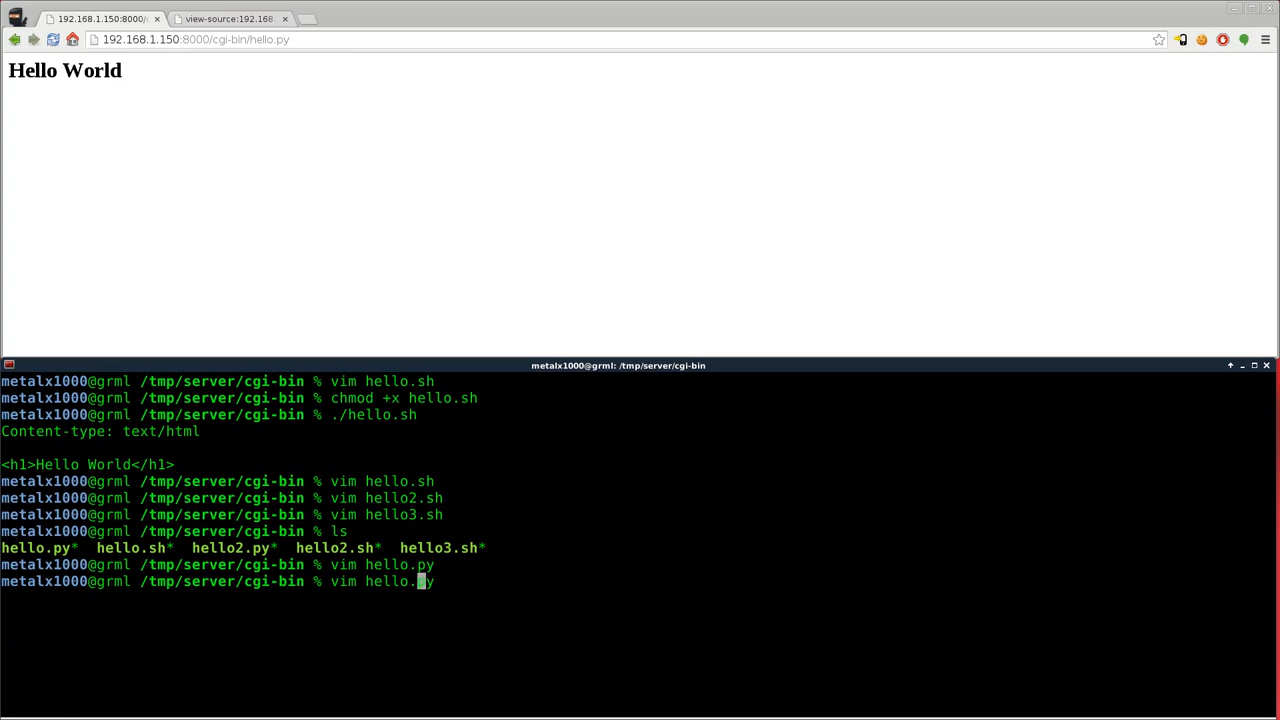 192.168.1.150:8000/c
view-source:192.168.
192.168.1.150:8000/cgi-bin/hello.py
Hello World
metalx1000@grml: /tmp/server/cgi-bin
metalx1000@grml /tmp/server/cgi-bin % vim hello.sh
metalx1000@grml /tmp/server/cgi-bin % chmod +x hello.sh
metalx1000@grml /tmp/server/cgi-bin % ./hello.sh
Content-type: text/html
<h1>Hello World</h1>
metalx1000@grml /tmp/server/cgi-bin % vim hello.sh
metalx1000@grml /tmp/server/cgi-bin % vim hello2.sh
metalx1000@grml /tmp/server/cgi-bin % vim hello3.sh
metalx1000@grml /tmp/server/cgi-bin % ls
hello.py* hello.sh* hello2.py* hello2.sh* hello3.sh*
metalx1000@grml /tmp/server/cgi-bin % vim hello.py
metalx1000@grml /tmp/server/cgi-bin % vim hello.py